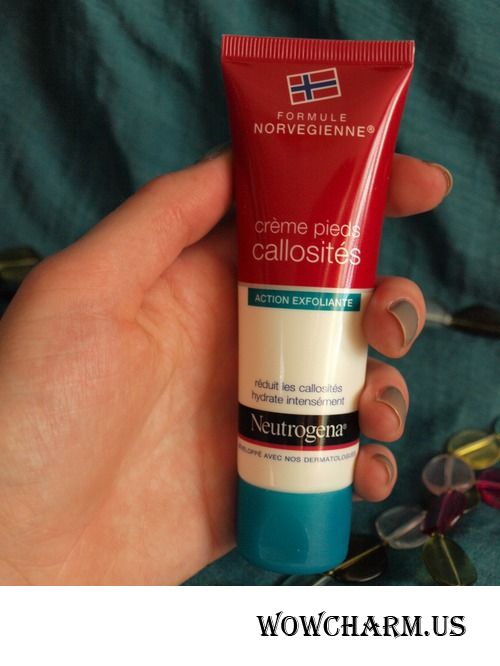 FORMULE
NORVEGIENNE®
crème pieds
callosités
ACTION EXFOLIANTE
réduit les callosités
hydrate intensément
Neutrogena®
DÉVELOPPÉ AVEC NOS DERMATOLOGUES
WOWCHARM.US